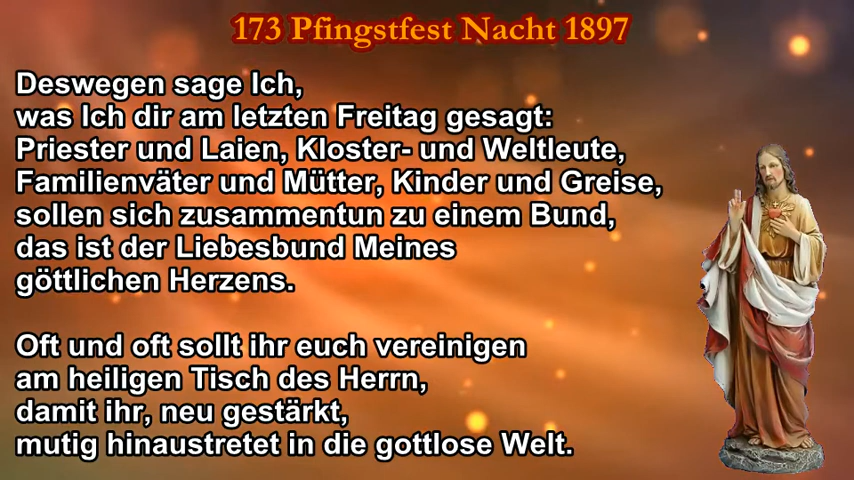 173 Pfingstfest Nacht 1897
Deswegen sage Ich,
was Ich dir am letzten Freitag gesagt:
Priester und Laien, Kloster- und Weltleute,
Familienväter und Mütter, Kinder und Greise,
sollen sich zusammentun zu einem Bund,
das ist der Liebesbund Meines
göttlichen Herzens.
Oft und oft sollt ihr euch vereinigen
am heiligen Tisch des Herrn,
damit ihr, neu gestärkt,
mutig hinaustretet in die gottlose Welt.